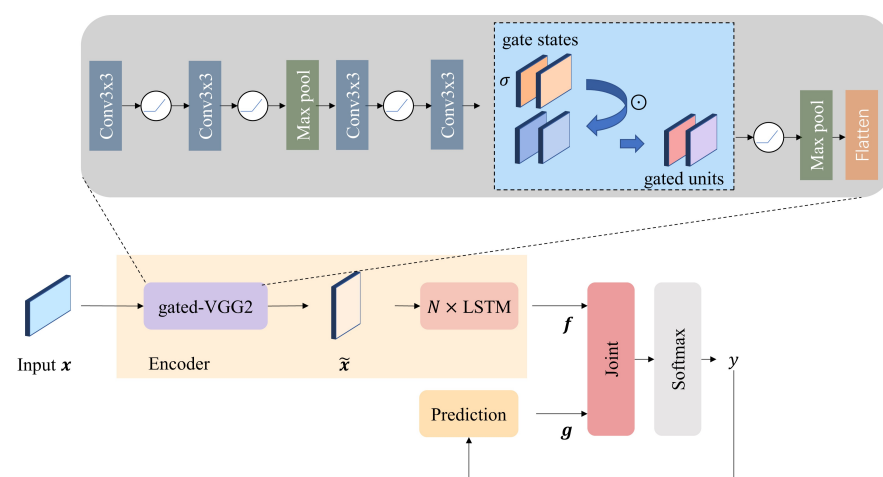 gate states
σ
Conv3x3
Conv3x3
Max pool
Conv3x3
Conv3x3
⊙
gated units
Max pool
Flatten
gated-VGG2
N × LSTM
f
Input x
Encoder
x̃
Joint
Softmax
y
Prediction
g